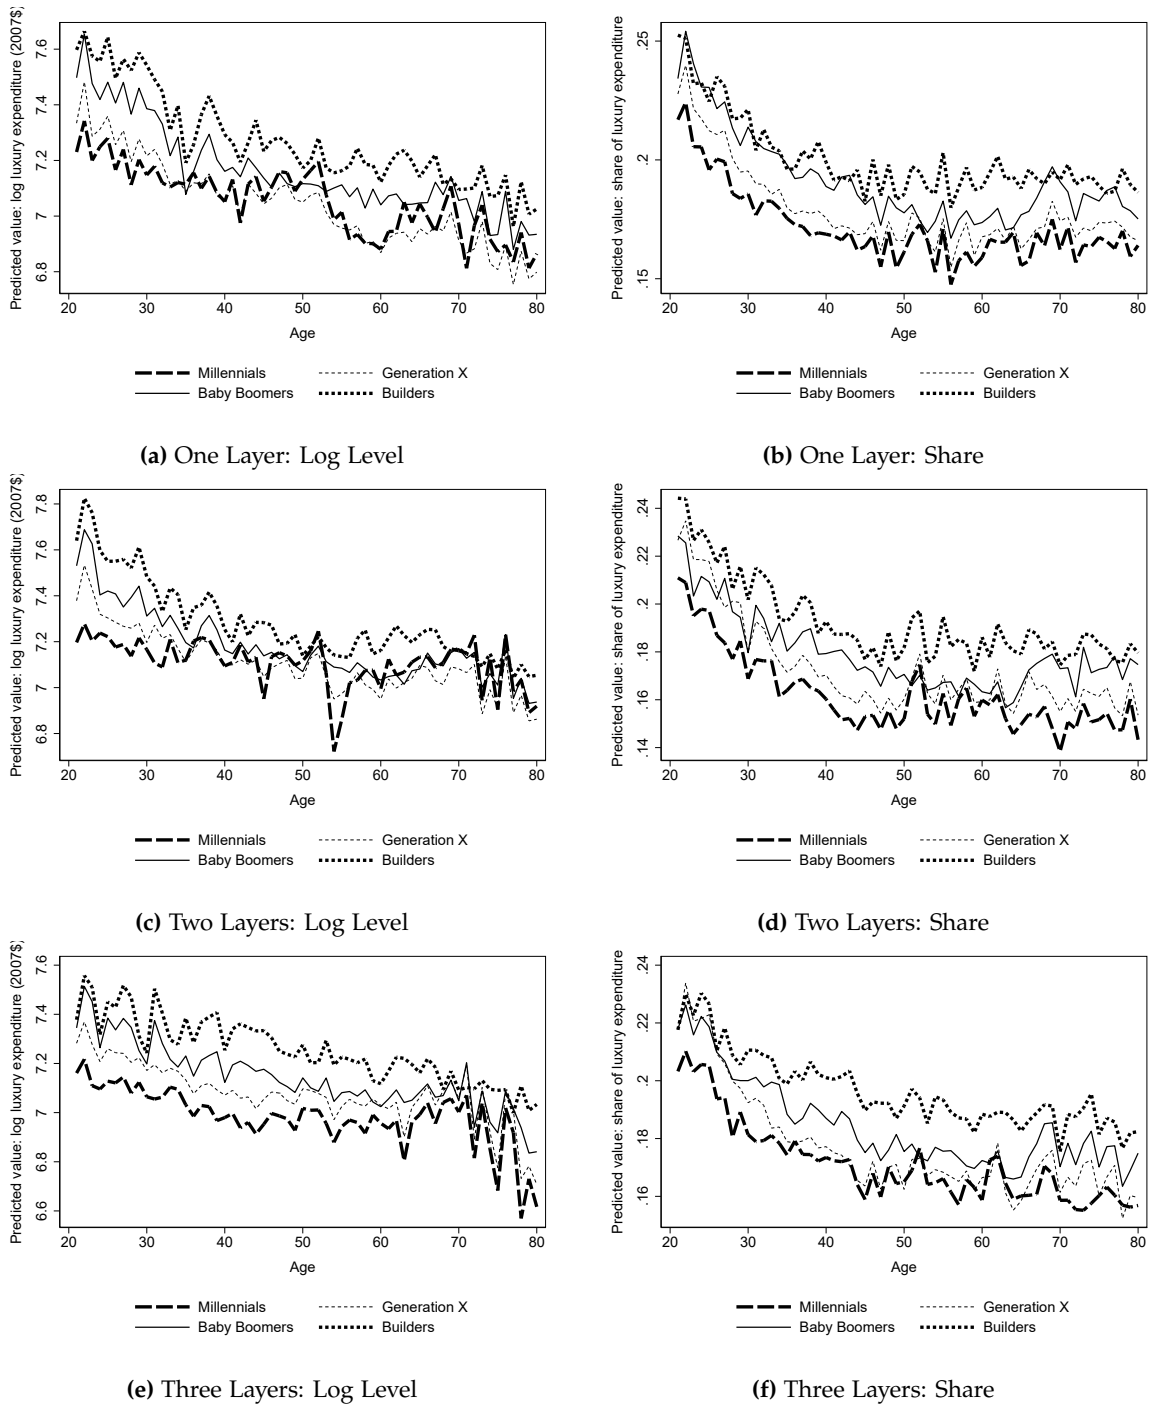 Predicted value: log luxury expenditure (2007$)
7.6
7.4
7.2
7
6.8
20 30 40 50 60 70 80
Age
Millennials Generation X
Baby Boomers Builders
(a) One Layer: Log Level
Predicted value: share of luxury expenditure
.25
.2
.15
20 30 40 50 60 70 80
Age
Millennials Generation X
Baby Boomers Builders
(b) One Layer: Share
Predicted value: log luxury expenditure (2007$)
7.8
7.6
7.4
7.2
7
6.8
20 30 40 50 60 70 80
Age
Millennials Generation X
Baby Boomers Builders
(c) Two Layers: Log Level
Predicted value: share of luxury expenditure
.24
.22
.2
.18
.16
.14
20 30 40 50 60 70 80
Age
Millennials Generation X
Baby Boomers Builders
(d) Two Layers: Share
Predicted value: log luxury expenditure (2007$)
7.6
7.4
7.2
7
6.8
6.6
20 30 40 50 60 70 80
Age
Millennials Generation X
Baby Boomers Builders
(e) Three Layers: Log Level
Predicted value: share of luxury expenditure
.24
.22
.2
.18
.16
20 30 40 50 60 70 80
Age
Millennials Generation X
Baby Boomers Builders
(f) Three Layers: Share